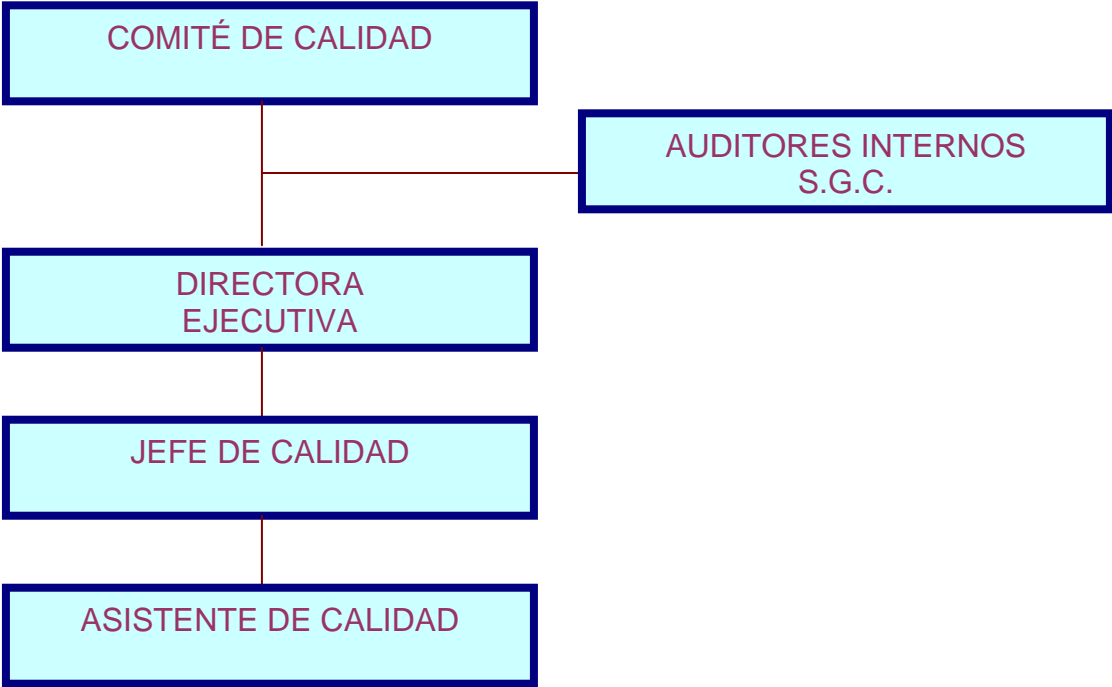 COMITÉ DE CALIDAD
AUDITORES INTERNOS
S.G.C.
DIRECTORA
EJECUTIVA
JEFE DE CALIDAD
ASISTENTE DE CALIDAD